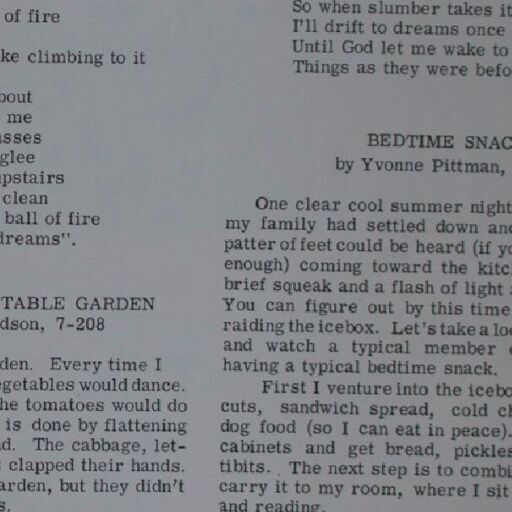 of fire
ke climbing to it
bout
me
sses
glee
pstairs
clean
ball of fire
dreams".
TABLE GARDEN
dson, 7-208
den. Every time I
egetables would dance.
he tomatoes would do
is done by flattening
d. The cabbage, let-
clapped their hands.
arden, but they didn't
s.
So when slumber takes it
I'll drift to dreams once
Until God let me wake to
Things as they were befo
BEDTIME SNAC
by Yvonne Pittman,
One clear cool summer night
my family had settled down and
patter of feet could be heard (if yo
enough) coming toward the kitc
brief squeak and a flash of light
You can figure out by this time
raiding the icebox. Let's take a loo
and watch a typical member
having a typical bedtime snack.
First I venture into the icebo
cuts, sandwich spread, cold ch
dog food (so I can eat in peace).
cabinets and get bread, pickles
tibits. The next step is to combi
carry it to my room, where I sit
and reading.